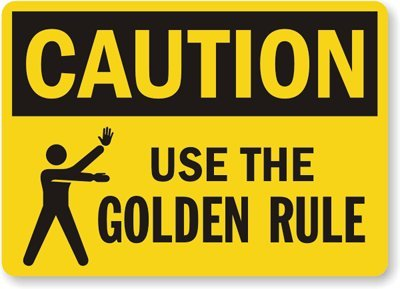 CAUTION
USE THE
GOLDEN RULE